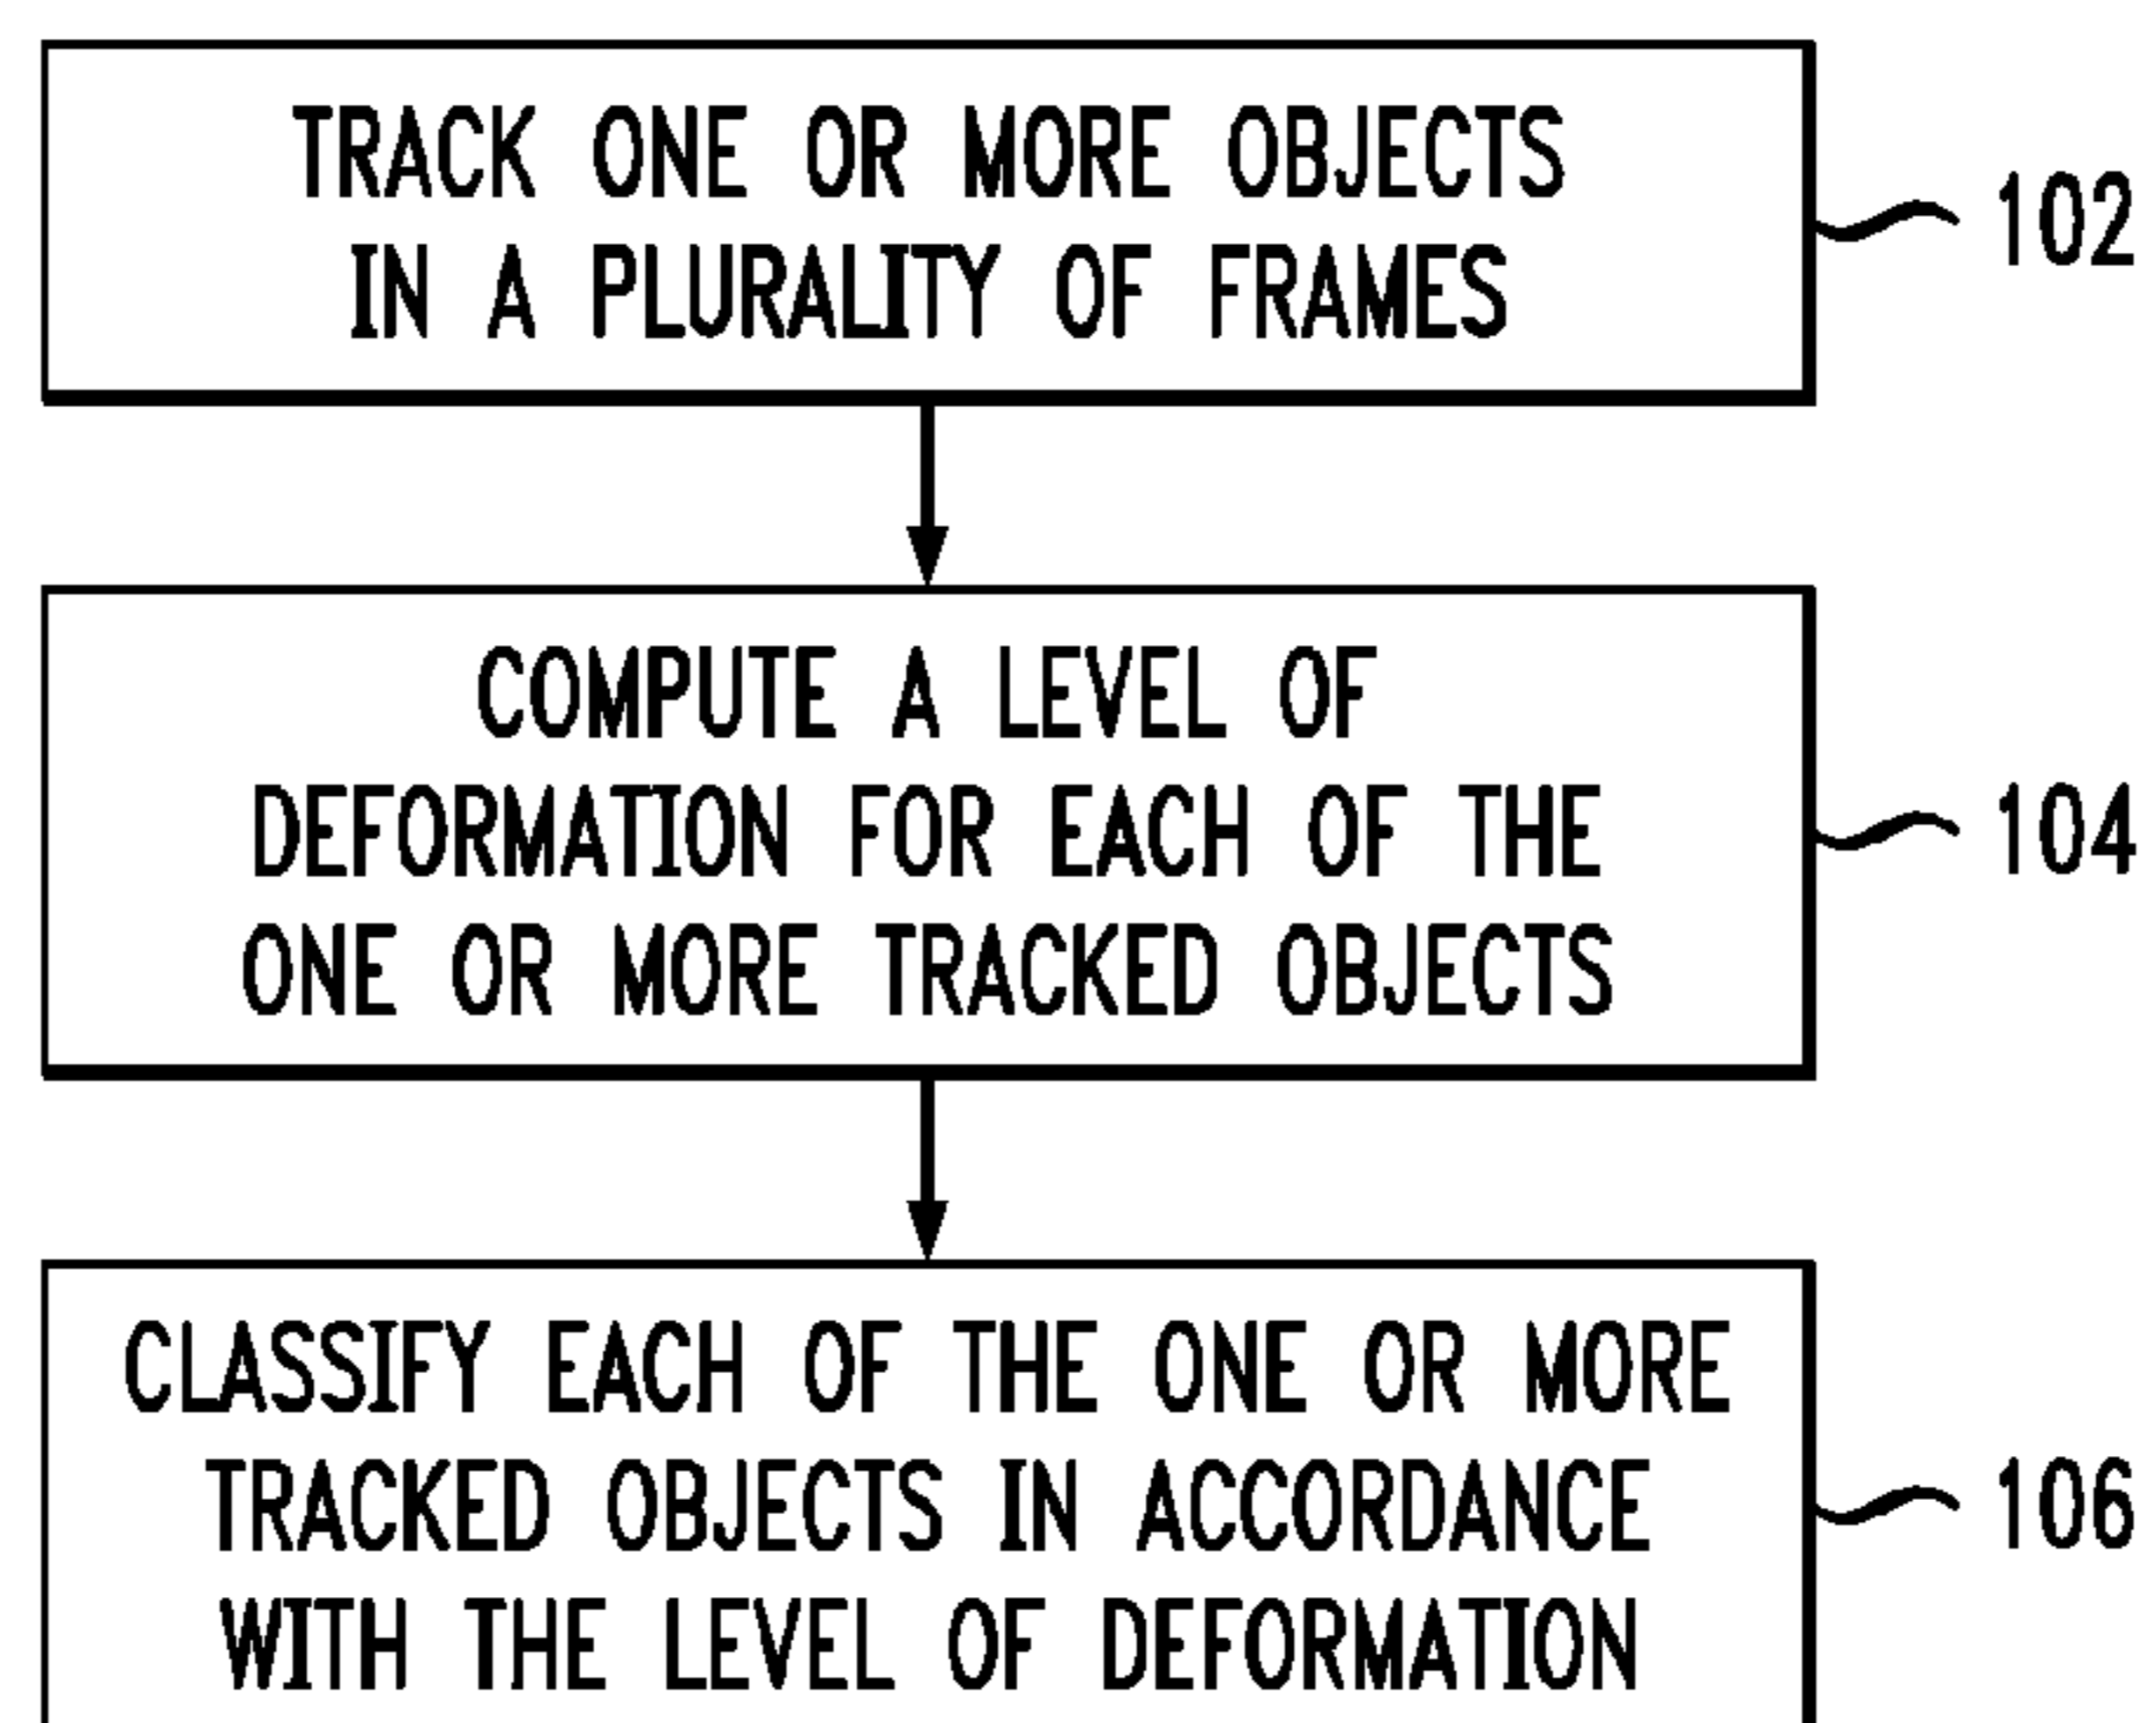 TRACK ONE OR MORE OBJECTS
IN A PLURALITY OF FRAMES
102
COMPUTE A LEVEL OF
DEFORMATION FOR EACH OF THE
ONE OR MORE TRACKED OBJECTS
104
CLASSIFY EACH OF THE ONE OR MORE
TRACKED OBJECTS IN ACCORDANCE
WITH THE LEVEL OF DEFORMATION
106